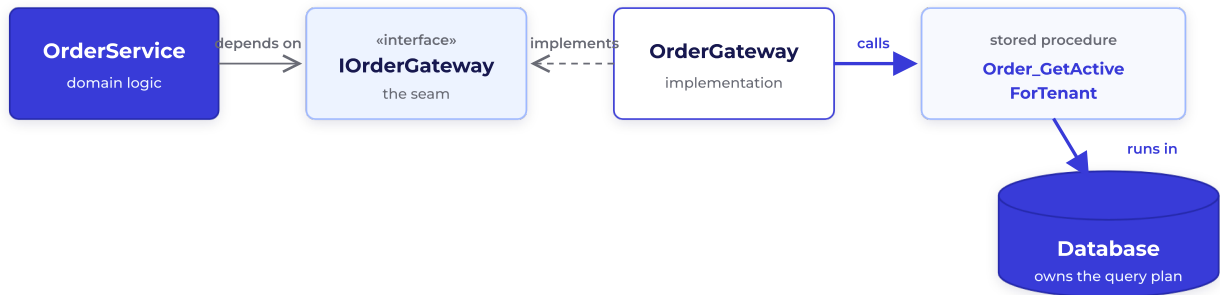 OrderService
domain logic
depends on
«interface»
IOrderGateway
the seam
implements
OrderGateway
implementation
calls
stored procedure
Order_GetActive
ForTenant
runs in
Database
owns the query plan